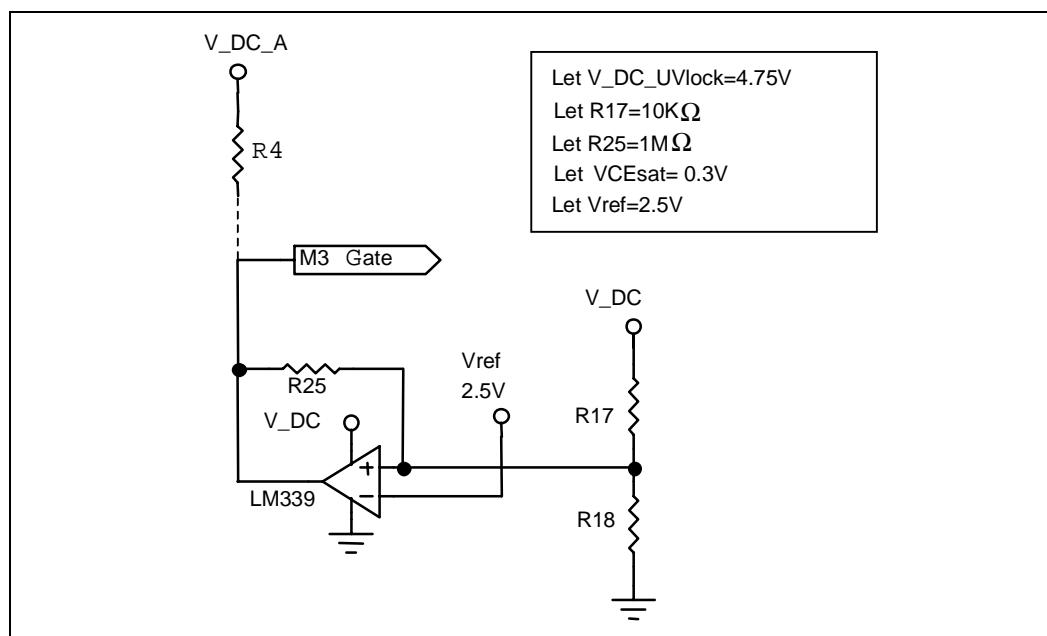 V_DC_A
R4
M3 Gate
Let V_DC_UVlock=4.75V
Let R17=10KΩ
Let R25=1MΩ
Let VCEsat= 0.3V
Let Vref=2.5V
V_DC
R25
Vref
2.5V
V_DC
R17
+
−
LM339
R18